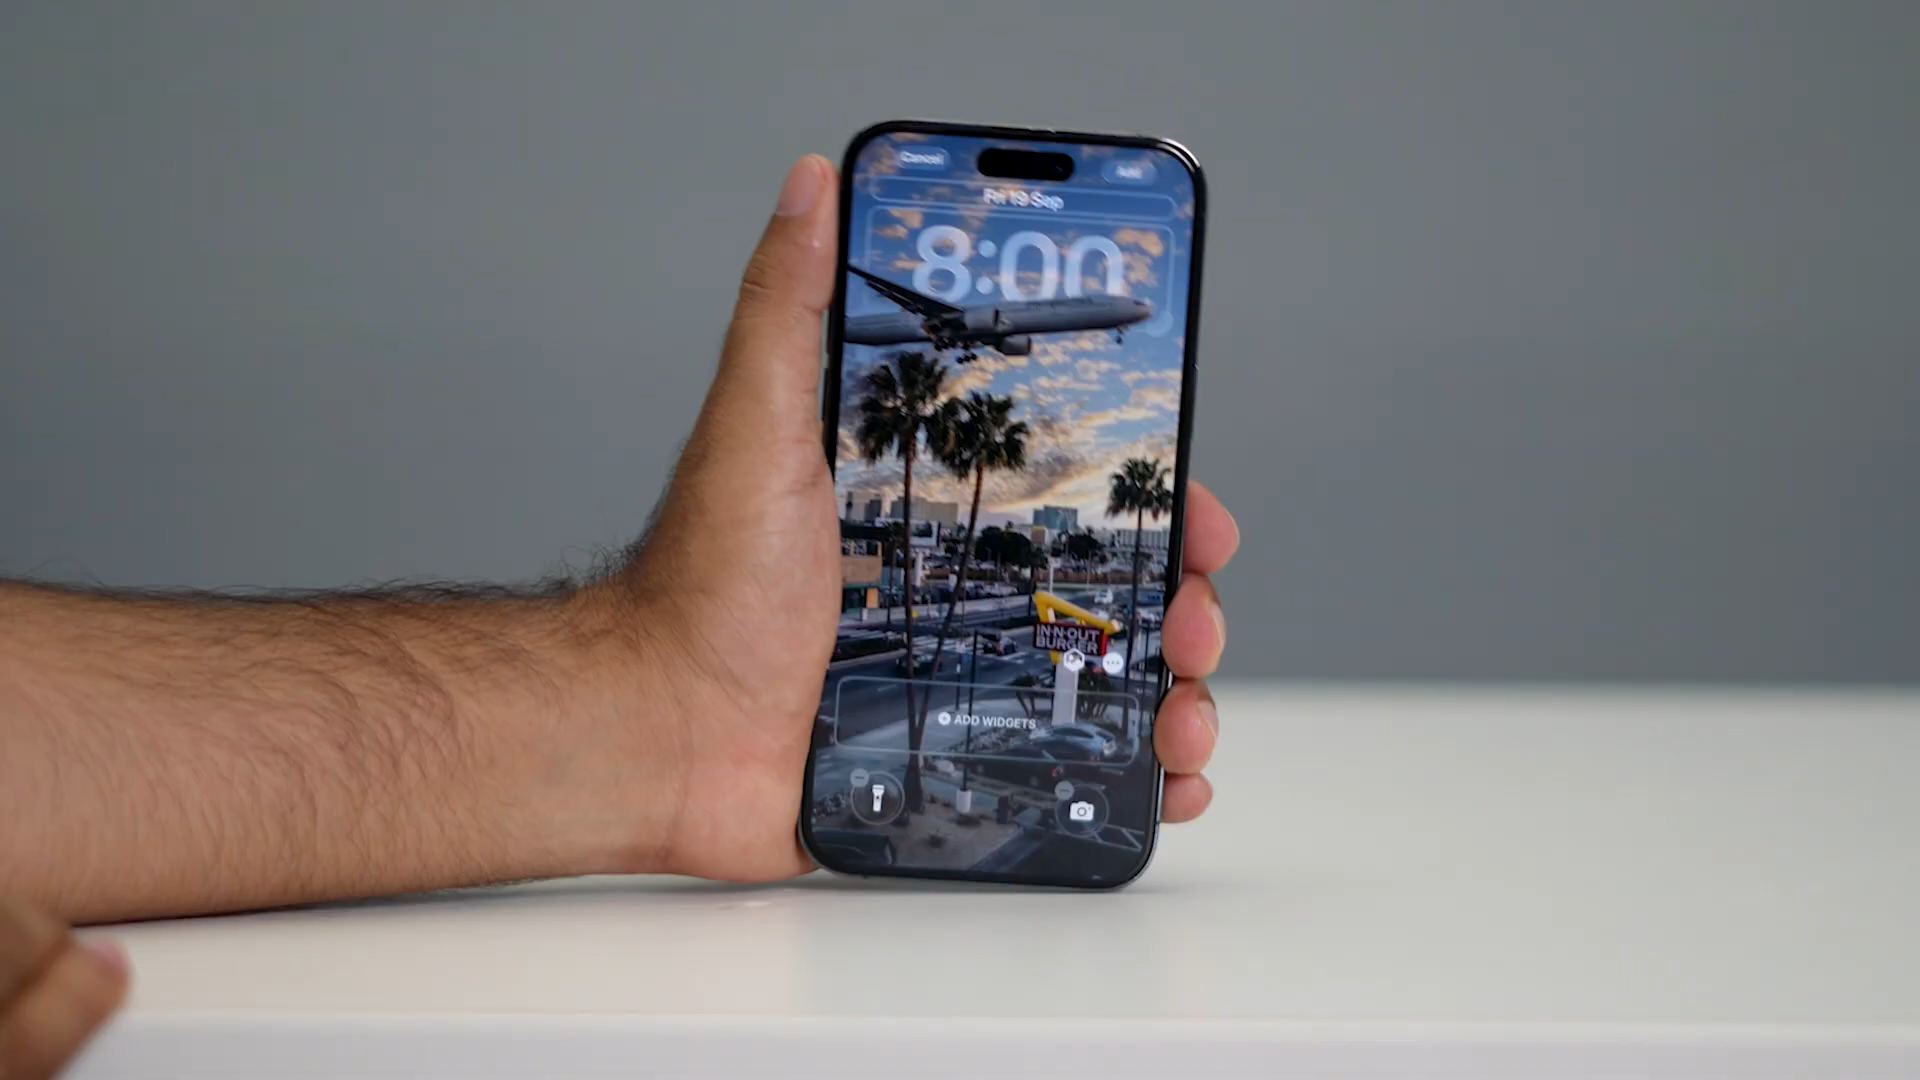 Cancel
Add
Fri 19 Sep
8:00
IN-N-OUT
BURGER
ADD WIDGETS